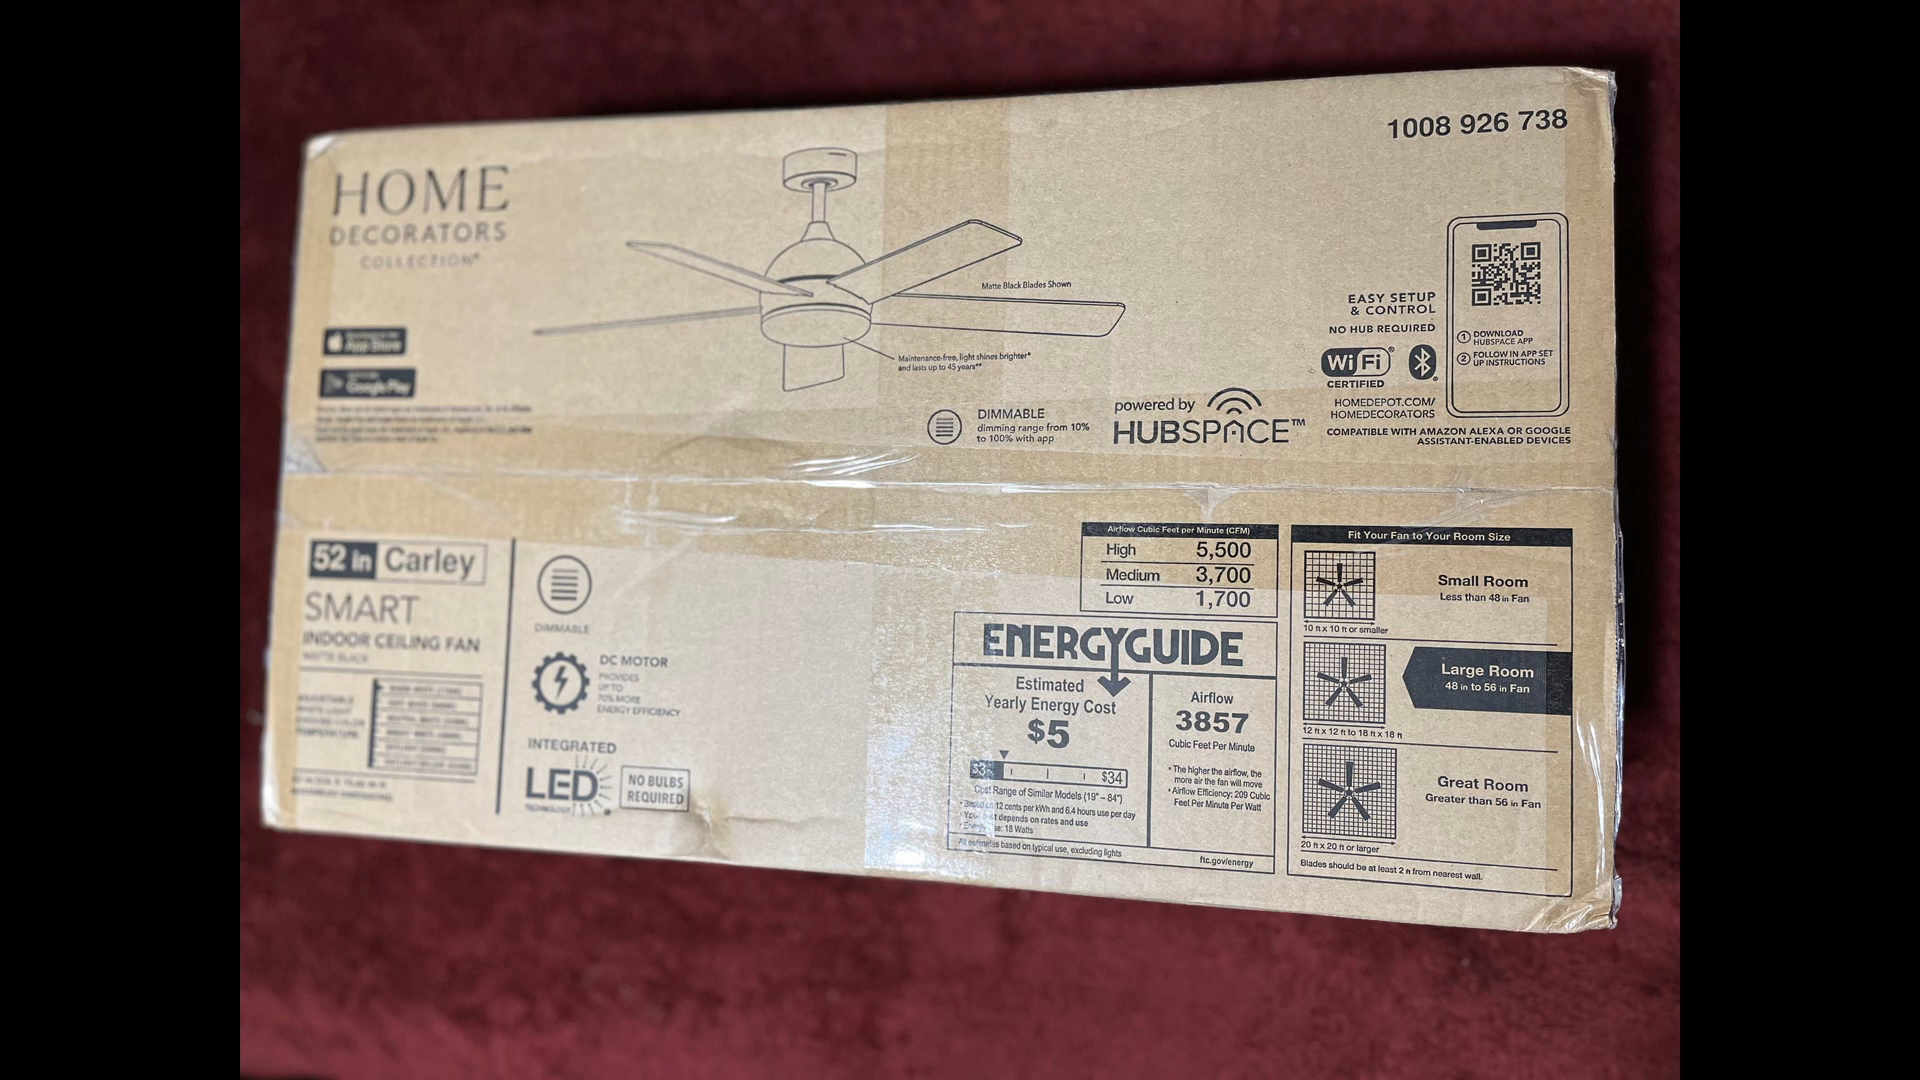 1008 926 738
HOME
DECORATORS
COLLECTION®
Matte Black Blades Shown
Maintenance-free, light shines brighter*
and lasts up to 45 years**
App Store
Google Play
DIMMABLE
dimming range from 10%
to 100% with app
powered by
HUBSPACE™
EASY SETUP
& CONTROL
NO HUB REQUIRED
WiFi®
CERTIFIED
HOMEDEPOT.COM/
HOMEDECORATORS
1 DOWNLOAD
HUBSPACE APP
2 FOLLOW IN APP SET
UP INSTRUCTIONS
COMPATIBLE WITH AMAZON ALEXA OR GOOGLE
ASSISTANT-ENABLED DEVICES
52 in Carley
SMART
INDOOR CEILING FAN
MATTE BLACK
DIMMABLE
DC MOTOR
PROVIDES
UP TO
70% MORE
ENERGY EFFICIENCY
INTEGRATED
LED
TECHNOLOGY
NO BULBS
REQUIRED
Airflow Cubic Feet per Minute (CFM)
High 5,500
Medium 3,700
Low 1,700
ENERGYGUIDE
Estimated
Yearly Energy Cost
$5
$3
$34
Cost Range of Similar Models (19" – 84")
• Based on 12 cents per kWh and 6.4 hours use per day
• Your cost depends on rates and use
• Energy use: 18 Watts
All estimates based on typical use, excluding lights
Airflow
3857
Cubic Feet Per Minute
• The higher the airflow, the
more air the fan will move
• Airflow Efficiency: 209 Cubic
Feet Per Minute Per Watt
ftc.gov/energy
Fit Your Fan to Your Room Size
Small Room
Less than 48 in Fan
10 ft x 10 ft or smaller
Large Room
48 in to 56 in Fan
12 ft x 12 ft to 18 ft x 18 ft
Great Room
Greater than 56 in Fan
20 ft x 20 ft or larger
Blades should be at least 2 ft from nearest wall.